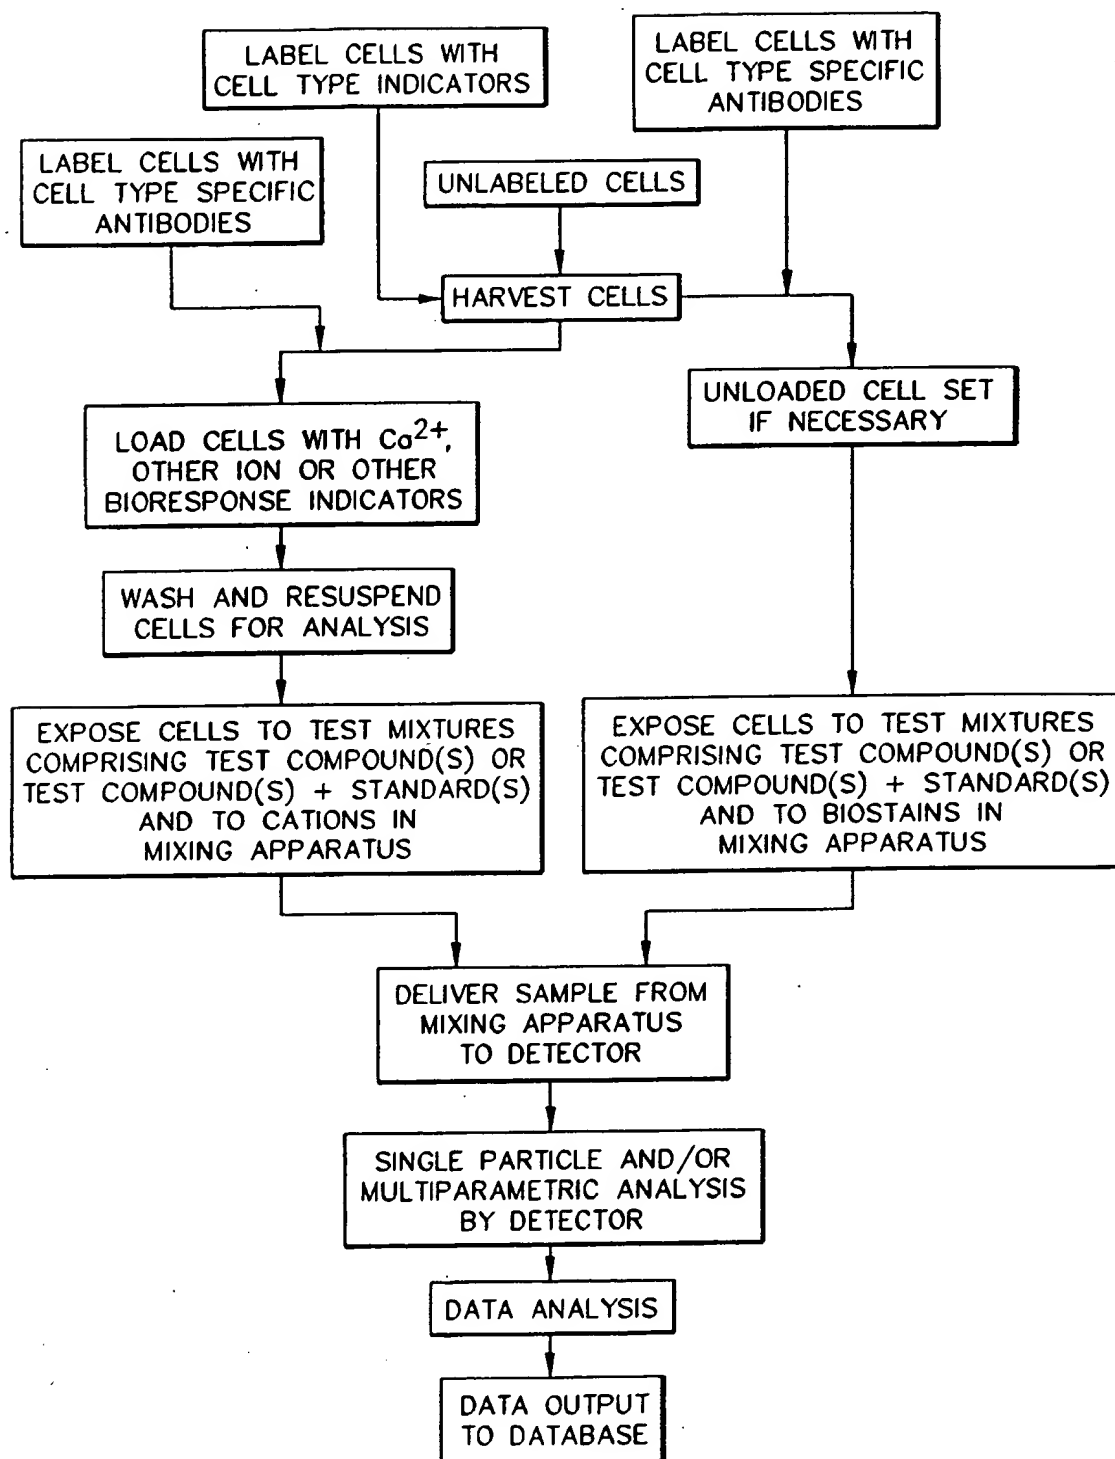 LABEL CELLS WITH
CELL TYPE INDICATORS
LABEL CELLS WITH
CELL TYPE SPECIFIC
ANTIBODIES
LABEL CELLS WITH
CELL TYPE SPECIFIC
ANTIBODIES
UNLABELED CELLS
HARVEST CELLS
UNLOADED CELL SET
IF NECESSARY
LOAD CELLS WITH Ca2+,
OTHER ION OR OTHER
BIORESPONSE INDICATORS
WASH AND RESUSPEND
CELLS FOR ANALYSIS
EXPOSE CELLS TO TEST MIXTURES
COMPRISING TEST COMPOUND(S) OR
TEST COMPOUND(S) + STANDARD(S)
AND TO CATIONS IN
MIXING APPARATUS
EXPOSE CELLS TO TEST MIXTURES
COMPRISING TEST COMPOUND(S) OR
TEST COMPOUND(S) + STANDARD(S)
AND TO BIOSTAINS IN
MIXING APPARATUS
DELIVER SAMPLE FROM
MIXING APPARATUS
TO DETECTOR
SINGLE PARTICLE AND/OR
MULTIPARAMETRIC ANALYSIS
BY DETECTOR
DATA ANALYSIS
DATA OUTPUT
TO DATABASE